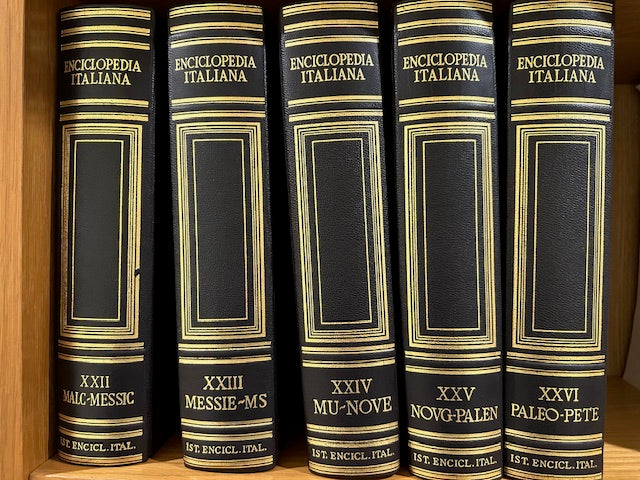 ENCICLOPEDIA
ITALIANA
XXII
MALC-MESSIC
IST. ENCICL. ITAL.
ENCICLOPEDIA
ITALIANA
XXIII
MESSIE-MS
IST. ENCICL. ITAL.
ENCICLOPEDIA
ITALIANA
XXIV
MU-NOVE
IST. ENCICL. ITAL.
ENCICLOPEDIA
ITALIANA
XXV
NOVG-PALEN
IST. ENCICL. ITAL.
ENCICLOPEDIA
ITALIANA
XXVI
PALEO-PETE
IST. ENCICL. ITAL.